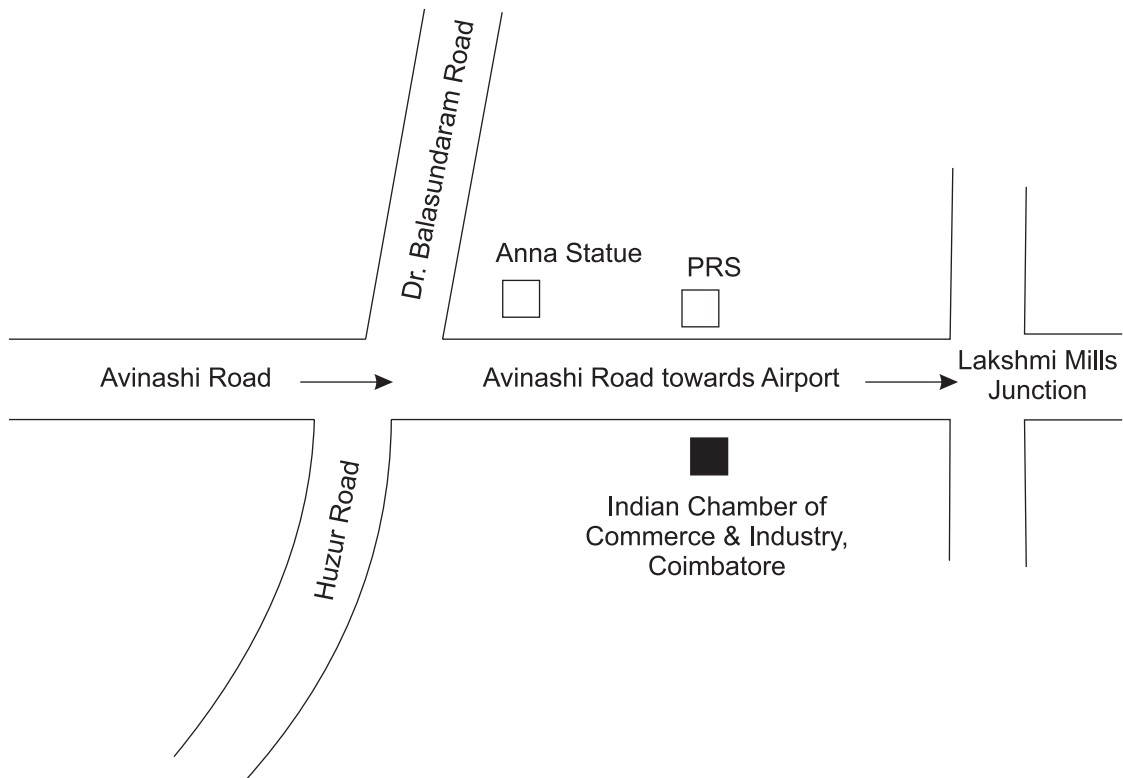 Dr. Balasundaram Road
Anna Statue
PRS
Avinashi Road
Avinashi Road towards Airport
Lakshmi Mills
Junction
Huzur Road
Indian Chamber of
Commerce & Industry,
Coimbatore